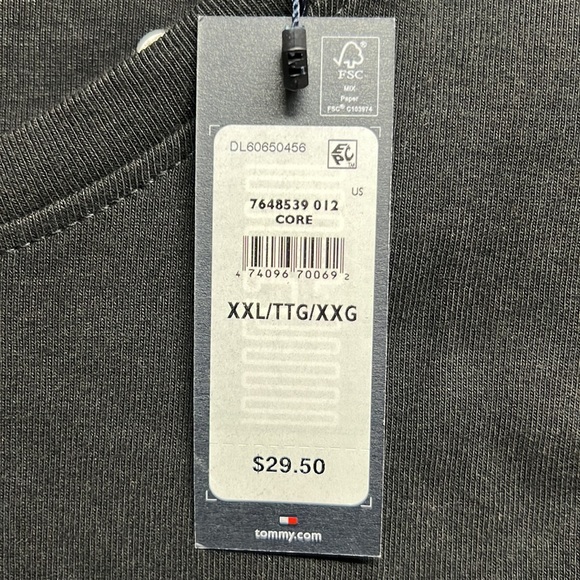 FSC
MIX
Paper
FSC® C103974
DL60650456
EPC
US
7648539 012
CORE
4 74096 70069 2
XXL/TTG/XXG
$29.50
tommy.com